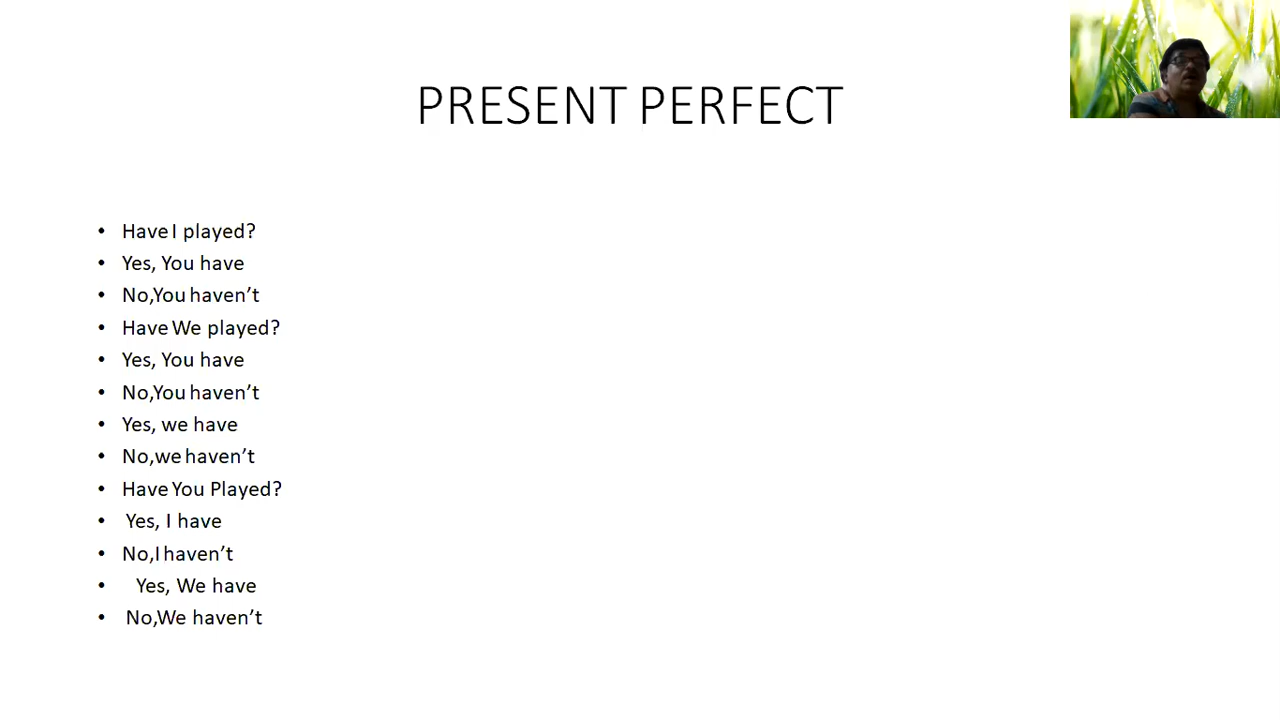 PRESENT PERFECT
• Have I played?
• Yes, You have
• No,You haven’t
• Have We played?
• Yes, You have
• No,You haven’t
• Yes, we have
• No,we haven’t
• Have You Played?
• Yes, I have
• No,I haven’t
• Yes, We have
• No,We haven’t